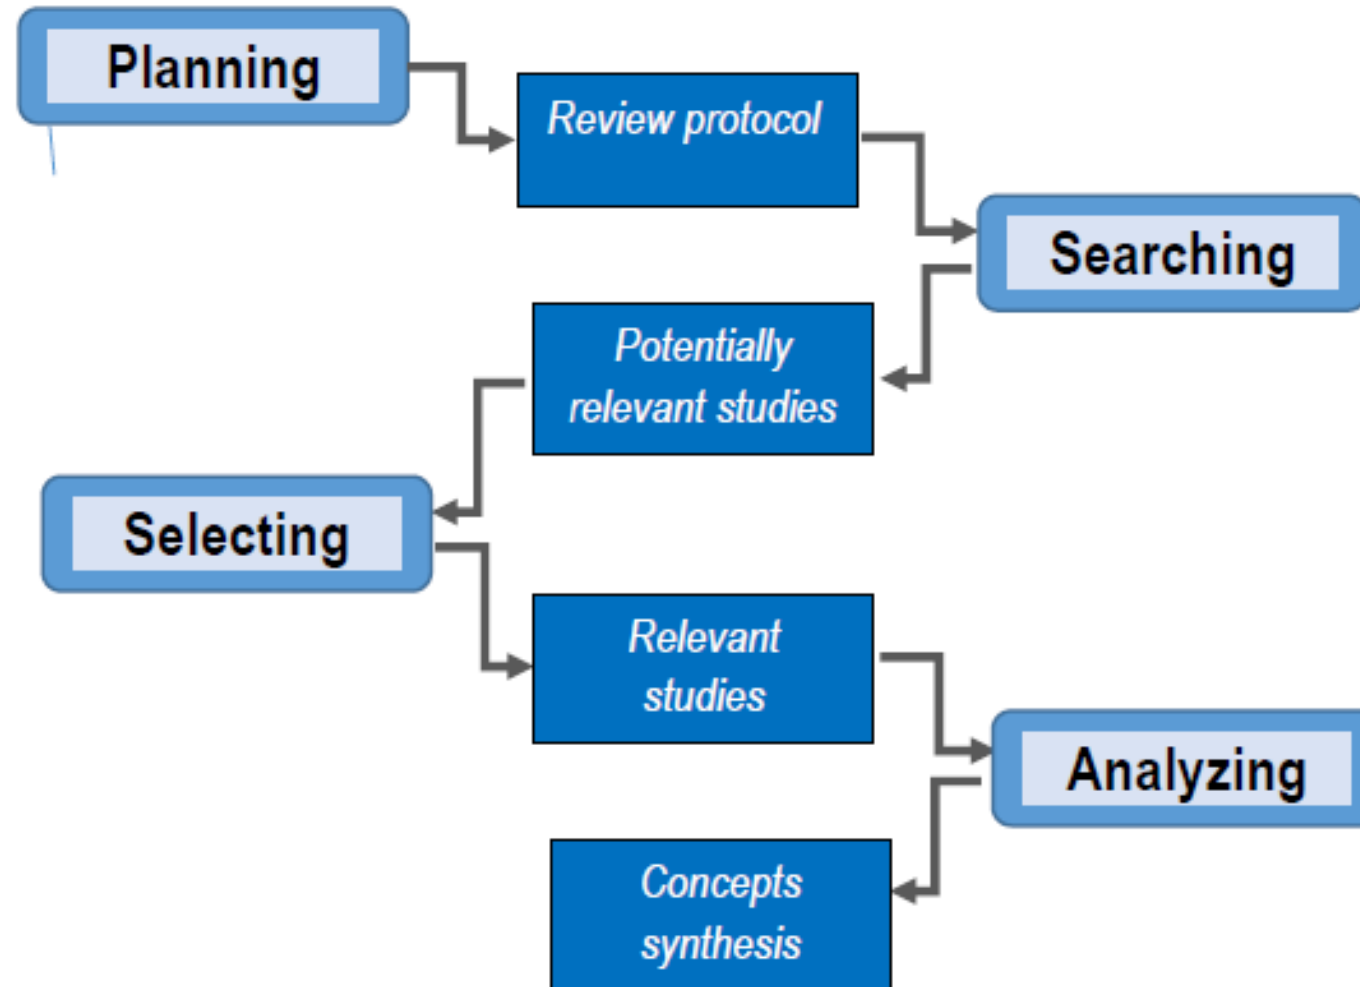 Planning
Review protocol
Searching
Potentially
relevant studies
Selecting
Relevant
studies
Analyzing
Concepts
synthesis